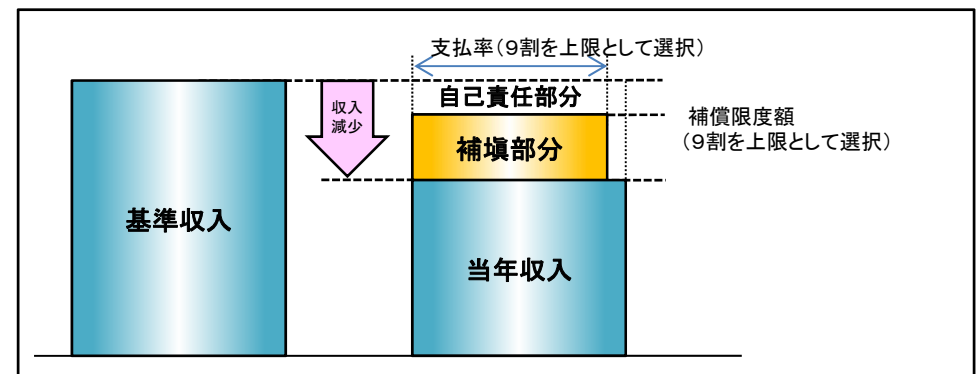 支払率(９割を上限として選択)
収入
減少
自己責任部分
補償限度額
(９割を上限として選択)
補塡部分
基準収入
当年収入